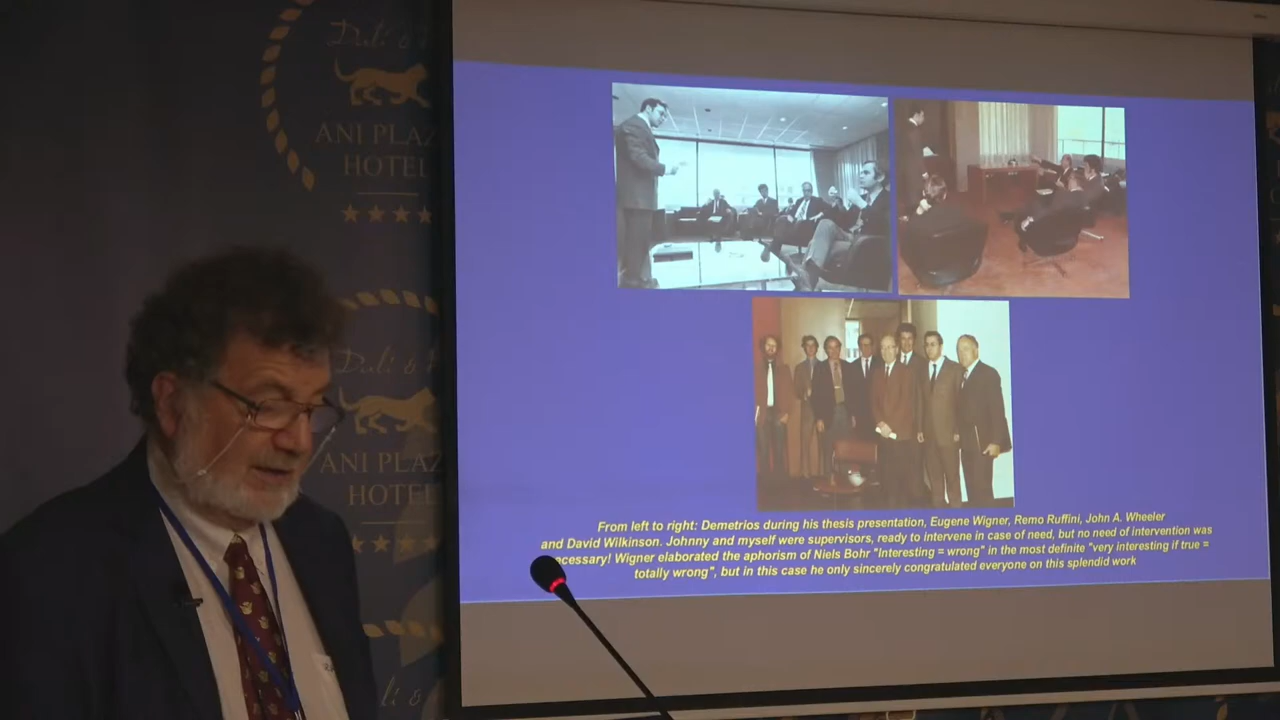 ANI PLAZ
HOTEL
ANI PLAZ
HOTEL
From left to right: Demetrios during his thesis presentation, Eugene Wigner, Remo Ruffini, John A. Wheeler
and David Wilkinson. Johnny and myself were supervisors, ready to intervene in case of need, but no need of intervention was
necessary! Wigner elaborated the aphorism of Niels Bohr "Interesting = wrong" in the most definite "very interesting if true =
totally wrong", but in this case he only sincerely congratulated everyone on this splendid work